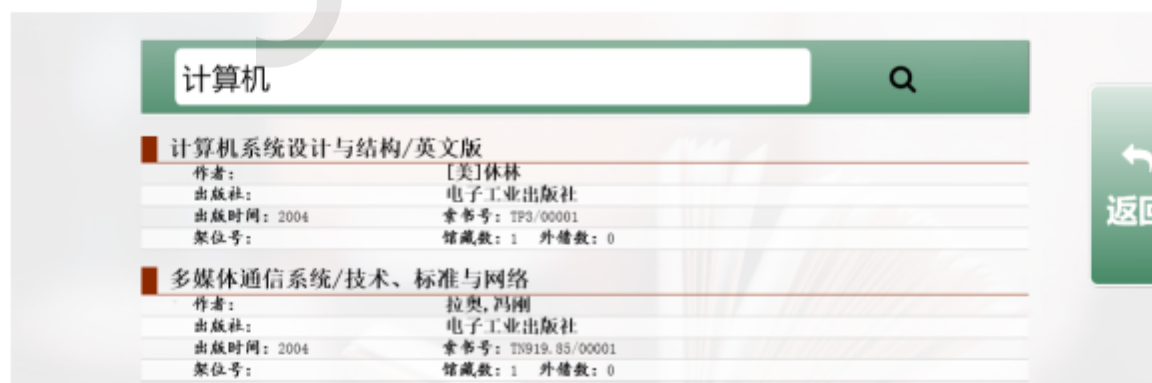 计算机
计算机系统设计与结构/英文版
作者： [美]休林
出版社： 电子工业出版社
出版时间：2004 索书号：TP3/00001
架位号： 馆藏数：1 外借数：0
返回
多媒体通信系统/技术、标准与网络
作者： 拉奥,冯刚
出版社： 电子工业出版社
出版时间：2004 索书号：TN919.85/00001
架位号： 馆藏数：1 外借数：0